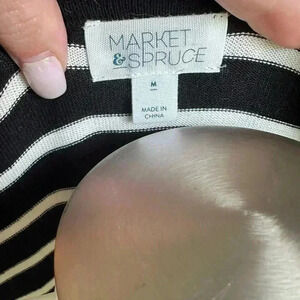 MARKET
& SPRUCE
M
MADE IN
CHINA